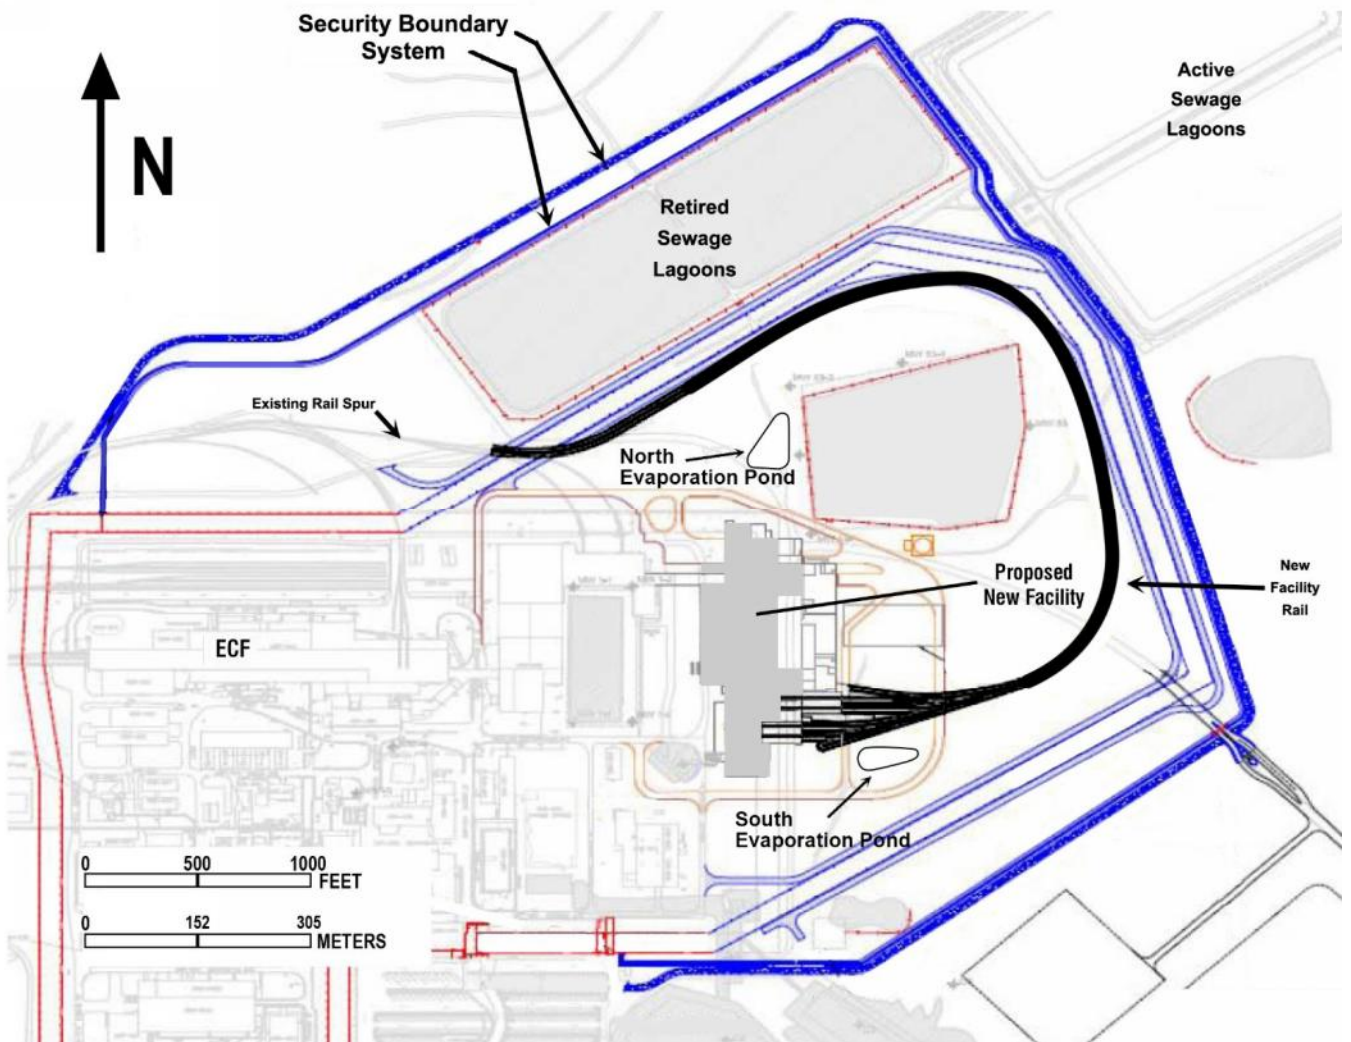 Security Boundary
System
Active
Sewage
Lagoons
N
Retired
Sewage
Lagoons
Existing Rail Spur
North
Evaporation Pond
Proposed
New Facility
New
Facility
Rail
ECF
South
Evaporation Pond
0 500 1000
FEET
0 152 305
METERS